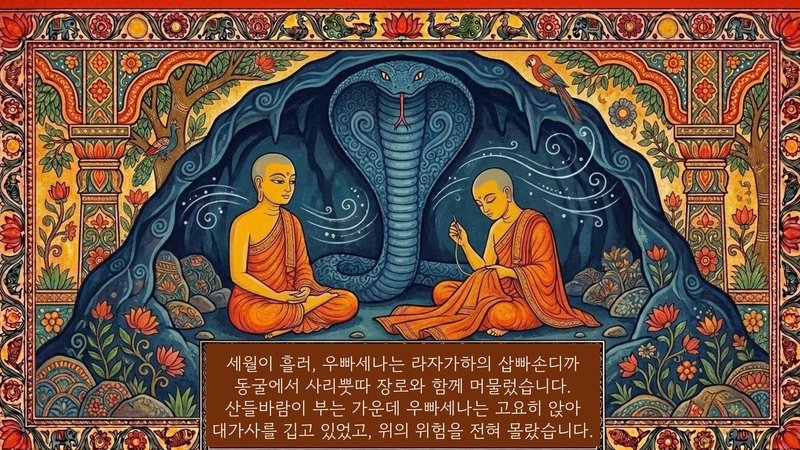 세월이 흘러, 우빠세나는 라자가하의 삽빠손디까
동굴에서 사리뿟따 장로와 함께 머물렀습니다.
산들바람이 부는 가운데 우빠세나는 고요히 앉아
대가사를 깁고 있었고, 위의 위험을 전혀 몰랐습니다.